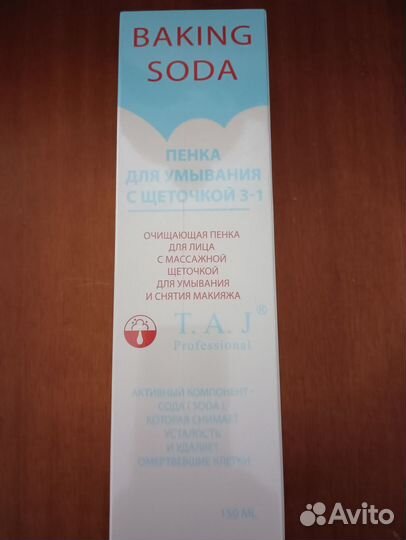 BAKING
SODA
ПЕНКА
ДЛЯ УМЫВАНИЯ
С ЩЕТОЧКОЙ 3-1
ОЧИЩАЮЩАЯ ПЕНКА
ДЛЯ ЛИЦА
С МАССАЖНОЙ
ЩЕТОЧКОЙ
ДЛЯ УМЫВАНИЯ
И СНЯТИЯ МАКИЯЖА
T. A. J ®
Professional
АКТИВНЫЙ КОМПОНЕНТ -
СОДА ( SODA ),
КОТОРАЯ СНИМАЕТ
УСТАЛОСТЬ
И УДАЛЯЕТ
ОМЕРТВЕВШИЕ КЛЕТКИ
150 ML
Avito